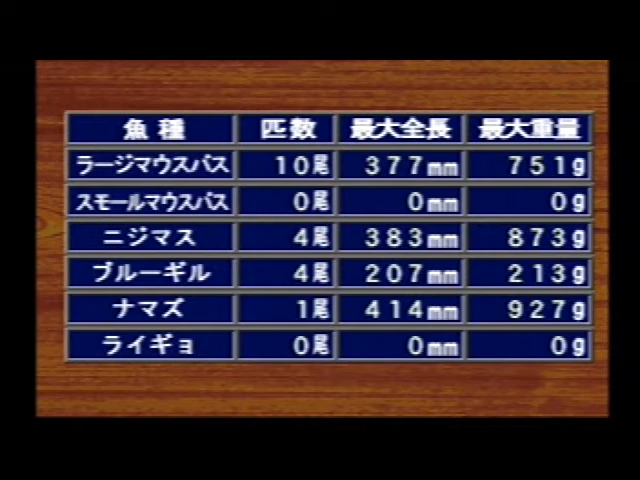 魚種 匹数 最大全長 最大重量
ラージマウスバス 10尾 377mm 751g
スモールマウスバス 0尾 0mm 0g
ニジマス 4尾 383mm 873g
ブルーギル 4尾 207mm 213g
ナマズ 1尾 414mm 927g
ライギョ 0尾 0mm 0g